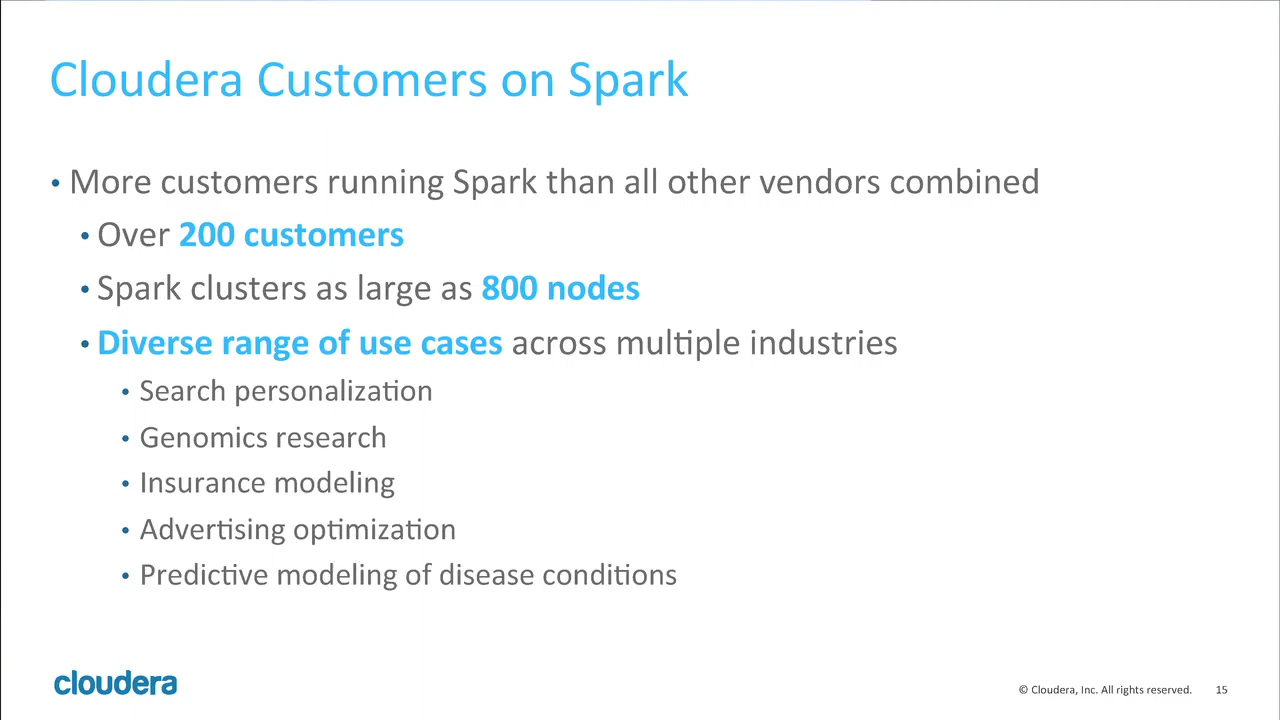 Cloudera Customers on Spark
• More customers running Spark than all other vendors combined
• Over 200 customers
• Spark clusters as large as 800 nodes
• Diverse range of use cases across multiple industries
• Search personalization
• Genomics research
• Insurance modeling
• Advertising optimization
• Predictive modeling of disease conditions
cloudera
© Cloudera, Inc. All rights reserved. 15